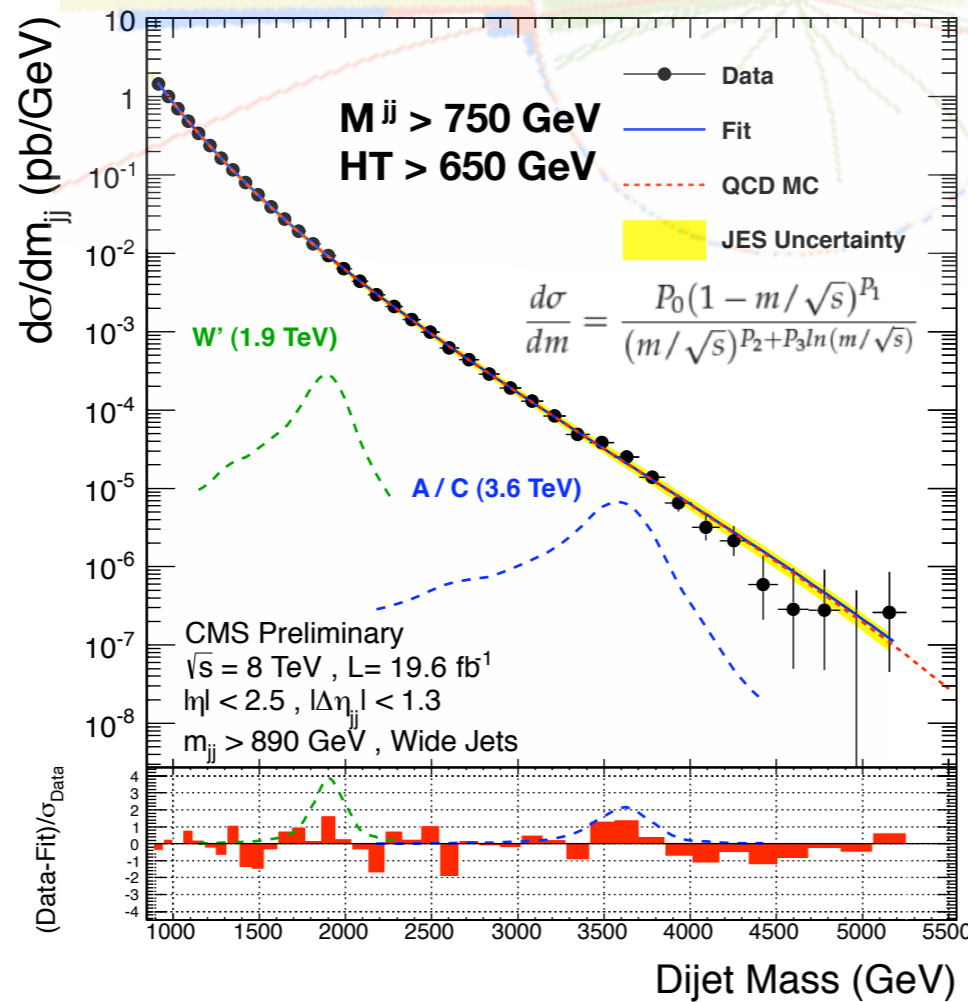 10
1
10⁻¹
10⁻²
10⁻³
10⁻⁴
10⁻⁵
10⁻⁶
10⁻⁷
10⁻⁸
dσ/dm_jj (pb/GeV)
M^jj > 750 GeV
HT > 650 GeV
Data
Fit
QCD MC
JES Uncertainty
dσ/dm = P₀(1 − m/√s)^P₁ / (m/√s)^(P₂+P₃ln(m/√s))
W' (1.9 TeV)
A / C (3.6 TeV)
CMS Preliminary
√s = 8 TeV , L= 19.6 fb⁻¹
|η| < 2.5 , |Δη_jj| < 1.3
m_jj > 890 GeV , Wide Jets
(Data-Fit)/σ_Data
4
3
2
1
0
-1
-2
-3
-4
1000 1500 2000 2500 3000 3500 4000 4500 5000 5500
Dijet Mass (GeV)